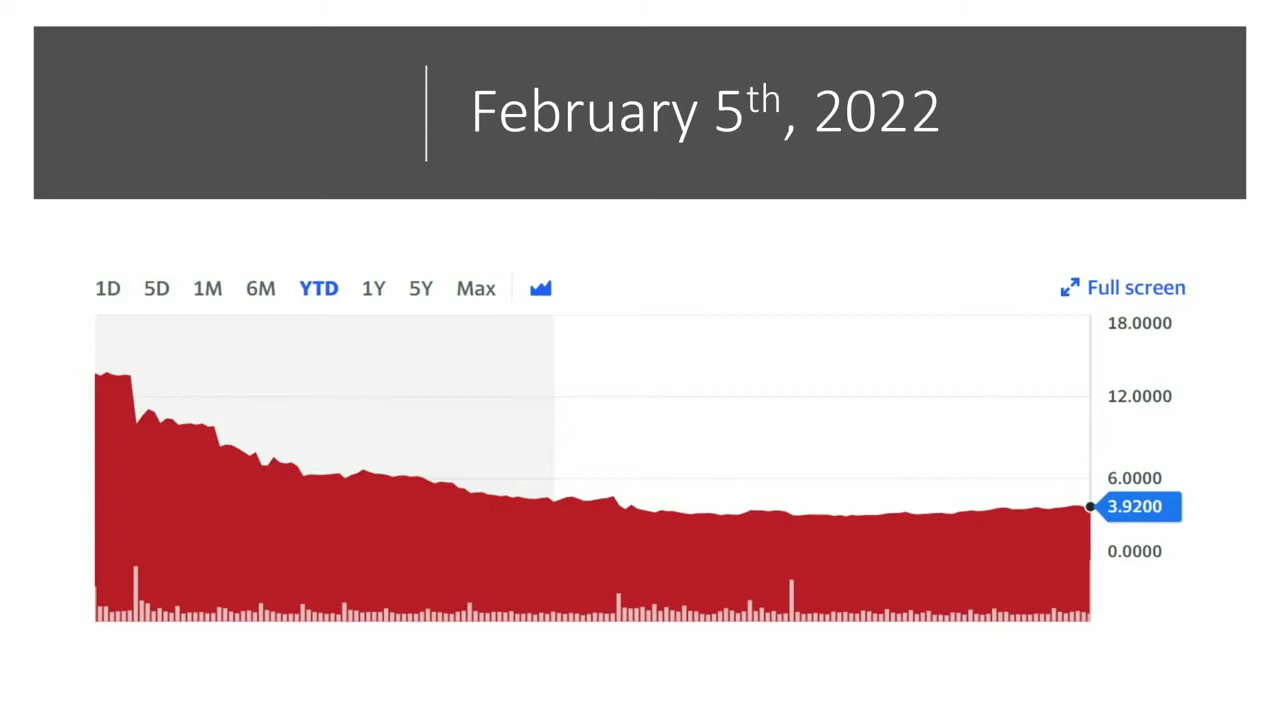 February 5th, 2022
1D 5D 1M 6M YTD 1Y 5Y Max Full screen
18.0000
12.0000
6.0000
3.9200
0.0000